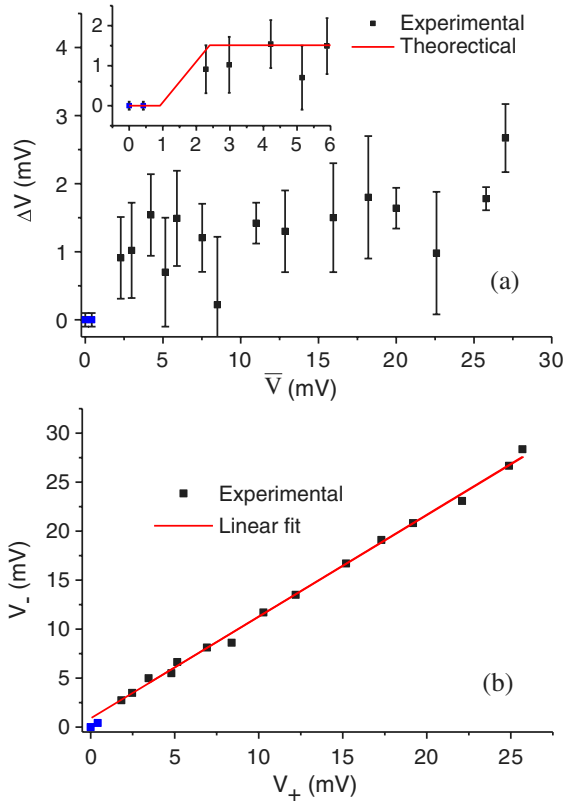 Experimental
Theorectical
2
1
0
0 1 2 3 4 5 6
4
3
2
1
0
ΔV (mV)
(a)
0 5 10 15 20 25 30
V̅ (mV)
30
25
20
15
10
5
0
V_- (mV)
Experimental
Linear fit
(b)
0 5 10 15 20 25
V_+ (mV)